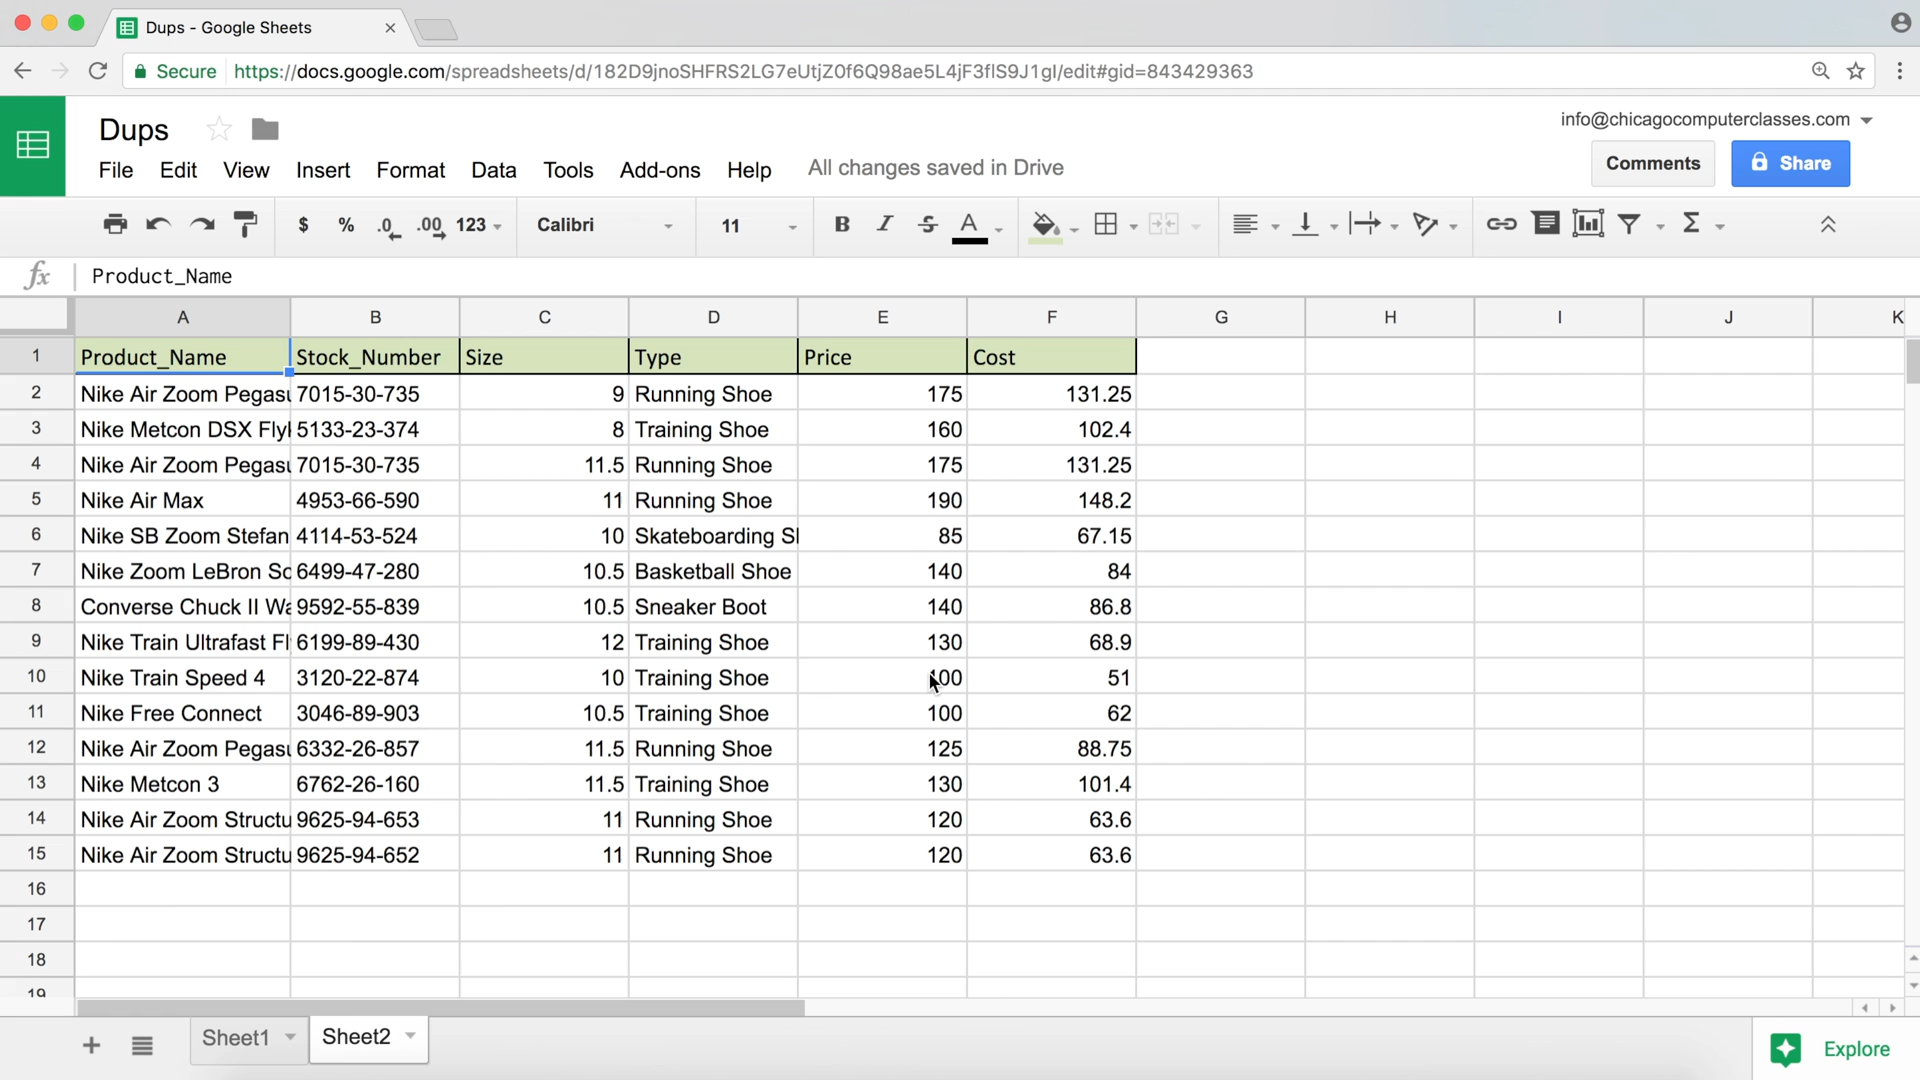 Dups - Google Sheets
Secure https://docs.google.com/spreadsheets/d/182D9jnoSHFRS2LG7eUtjZ0f6Q98ae5L4jF3flS9J1gI/edit#gid=843429363
Dups
info@chicagocomputerclasses.com
File Edit View Insert Format Data Tools Add-ons Help All changes saved in Drive
Comments Share
$ % .0 .00 123 Calibri 11 B I S A Σ
fx Product_Name
A B C D E F G H I J K
1 Product_Name Stock_Number Size Type Price Cost
2 Nike Air Zoom Pegasu 7015-30-735 9 Running Shoe 175 131.25
3 Nike Metcon DSX Flyk 5133-23-374 8 Training Shoe 160 102.4
4 Nike Air Zoom Pegasu 7015-30-735 11.5 Running Shoe 175 131.25
5 Nike Air Max 4953-66-590 11 Running Shoe 190 148.2
6 Nike SB Zoom Stefan 4114-53-524 10 Skateboarding Sh 85 67.15
7 Nike Zoom LeBron So 6499-47-280 10.5 Basketball Shoe 140 84
8 Converse Chuck II Wa 9592-55-839 10.5 Sneaker Boot 140 86.8
9 Nike Train Ultrafast Fl 6199-89-430 12 Training Shoe 130 68.9
10 Nike Train Speed 4 3120-22-874 10 Training Shoe 100 51
11 Nike Free Connect 3046-89-903 10.5 Training Shoe 100 62
12 Nike Air Zoom Pegasu 6332-26-857 11.5 Running Shoe 125 88.75
13 Nike Metcon 3 6762-26-160 11.5 Training Shoe 130 101.4
14 Nike Air Zoom Structu 9625-94-653 11 Running Shoe 120 63.6
15 Nike Air Zoom Structu 9625-94-652 11 Running Shoe 120 63.6
16
17
18
19
Sheet1 Sheet2 Explore